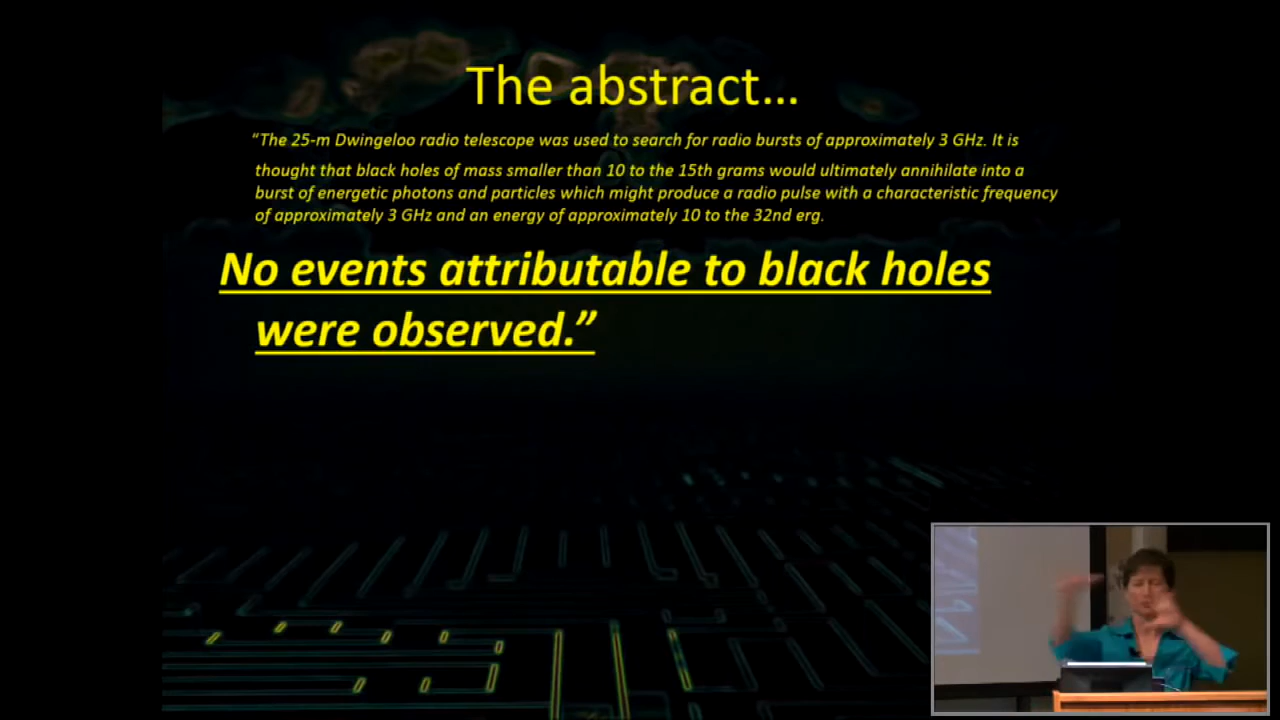 The abstract...
“The 25-m Dwingeloo radio telescope was used to search for radio bursts of approximately 3 GHz. It is
thought that black holes of mass smaller than 10 to the 15th grams would ultimately annihilate into a
burst of energetic photons and particles which might produce a radio pulse with a characteristic frequency
of approximately 3 GHz and an energy of approximately 10 to the 32nd erg.
No events attributable to black holes
were observed.”